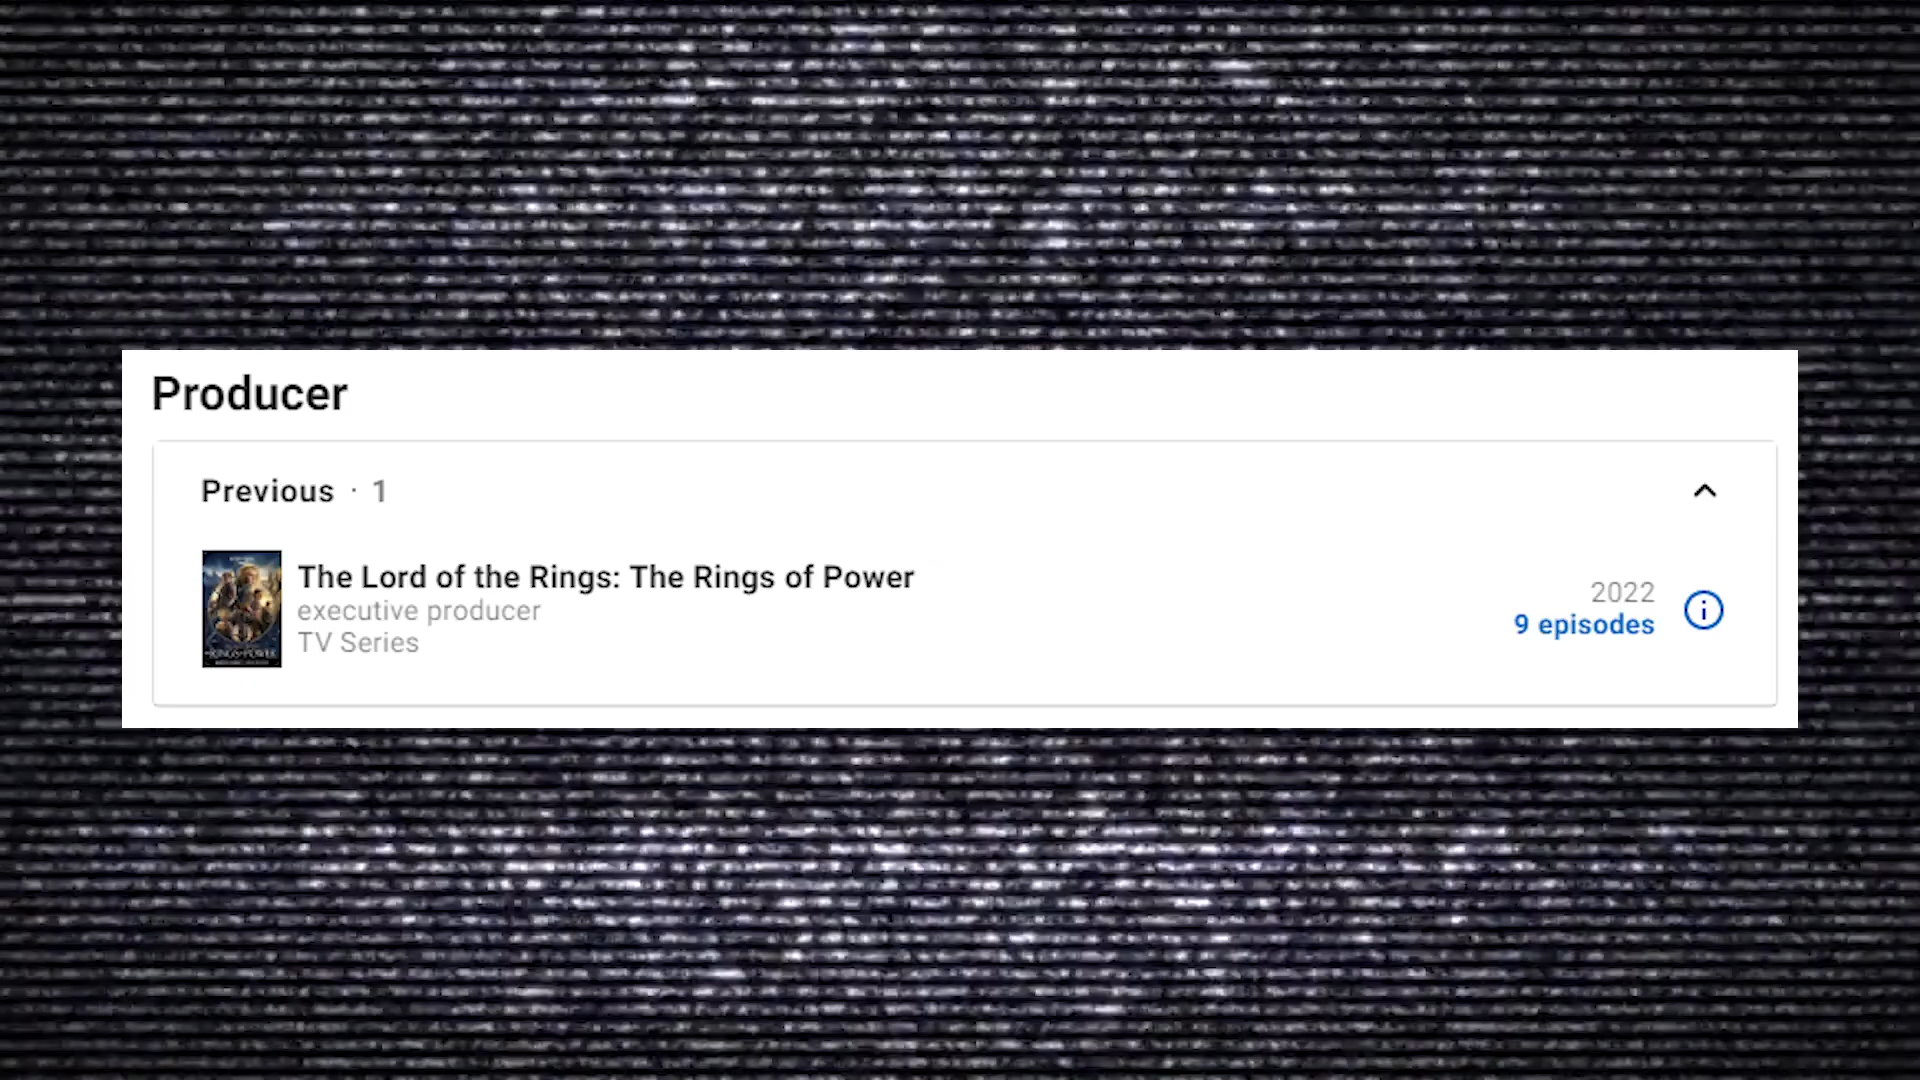 Producer
Previous · 1
The Lord of the Rings: The Rings of Power
executive producer
TV Series
2022
9 episodes